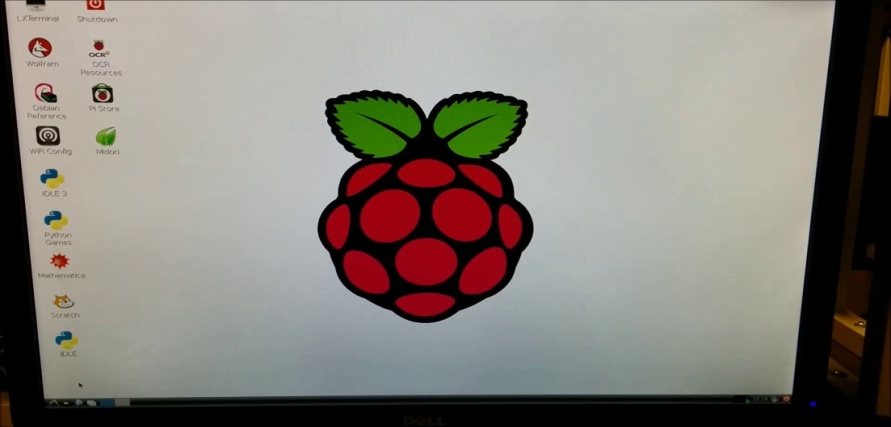 LXTerminal
Shutdown
Wolfram
OCR
OCR
Resources
Debian
Reference
Pi Store
WiFi Config
Midori
IDLE 3
Python
Games
Mathematica
Scratch
IDLE
DELL